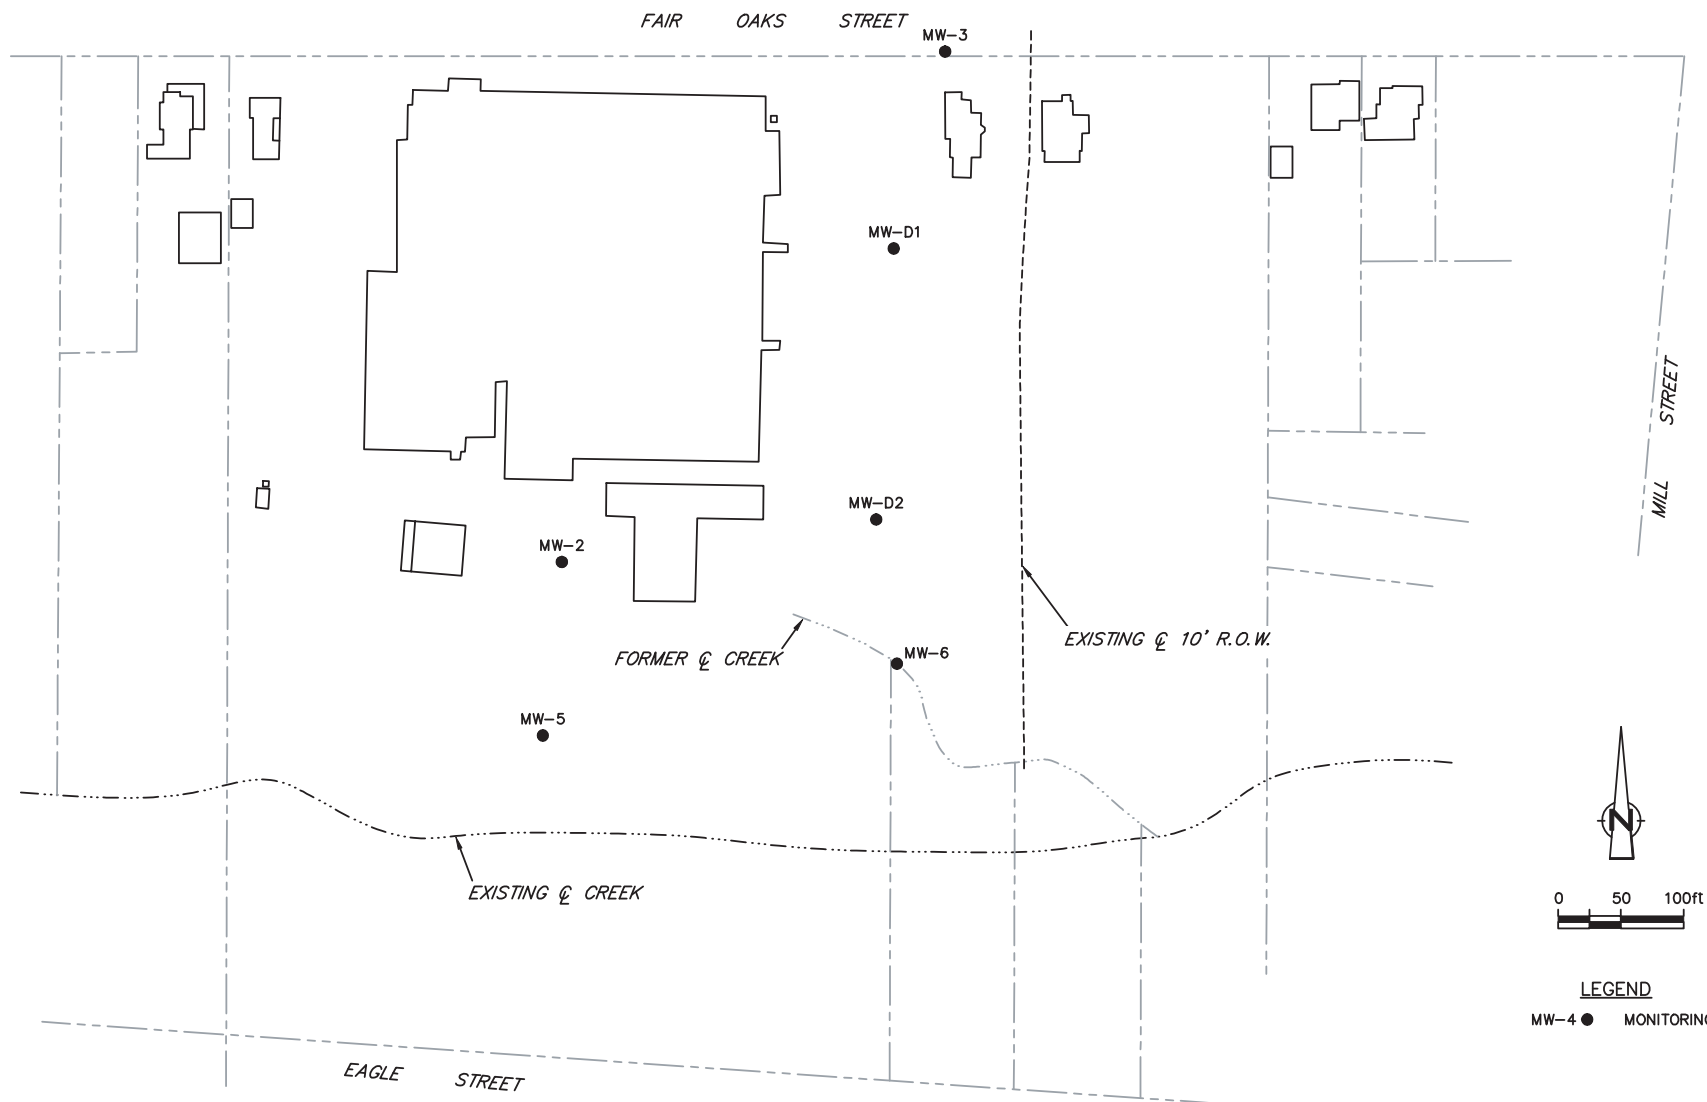 FAIR OAKS STREET
MW-3
MW-D1
MILL STREET
MW-D2
MW-2
EXISTING ℄ 10' R.O.W.
FORMER ℄ CREEK
MW-6
MW-5
N
EXISTING ℄ CREEK
0 50 100ft
LEGEND
MW-4 MONITORING
EAGLE STREET